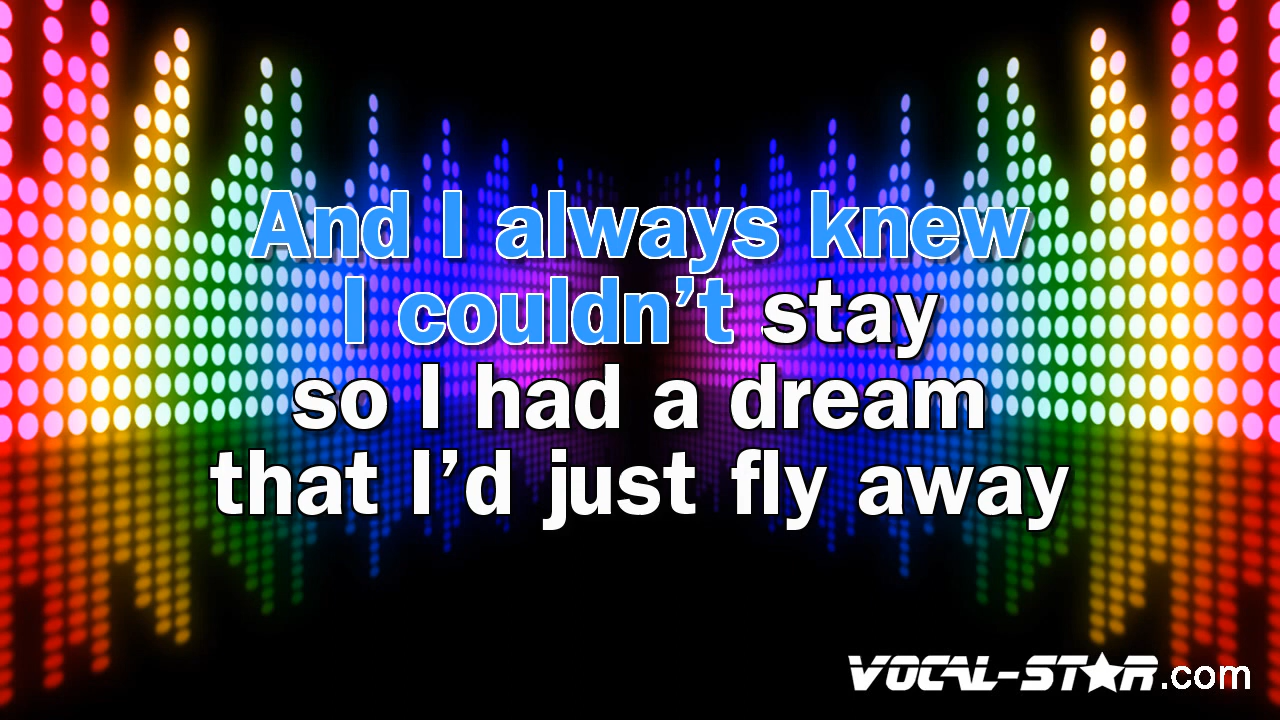 And I always knew
I couldn’t stay
so I had a dream
that I’d just fly away
VOCAL-STAR.com